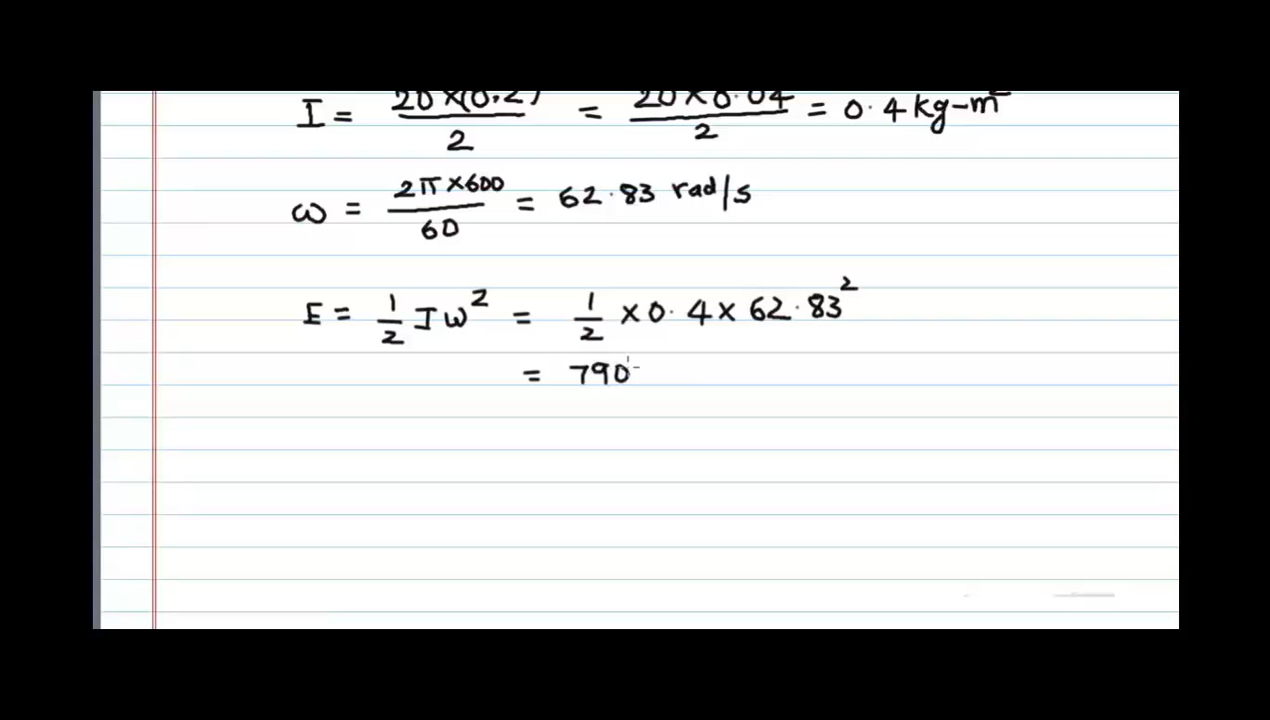 I = 20×(0.2) / 2 = 20×0.04 / 2 = 0.4 kg-m²
ω = 2π×600 / 60 = 62.83 rad/s
E = 1/2 Iω² = 1/2 × 0.4 × 62.83²
= 790